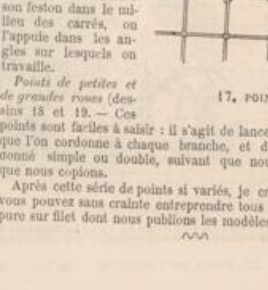 son feston dans le mi-
lieu des carrés, on
l'appuie dans les an-
gles sur lesquels on
travaille.
Points de petites et
de grandes roues (des-
sins 18 et 19. — Ces
17. POIN
points sont faciles à saisir : il s'agit de lance
que l'on cordonne à chaque branche, et d
donné simple ou double, suivant que nou
que nous copions.
Après cette série de points si variés, je cr
vous pouvez sans crainte entreprendre tous
pure sur filet dont nous publions les modèle